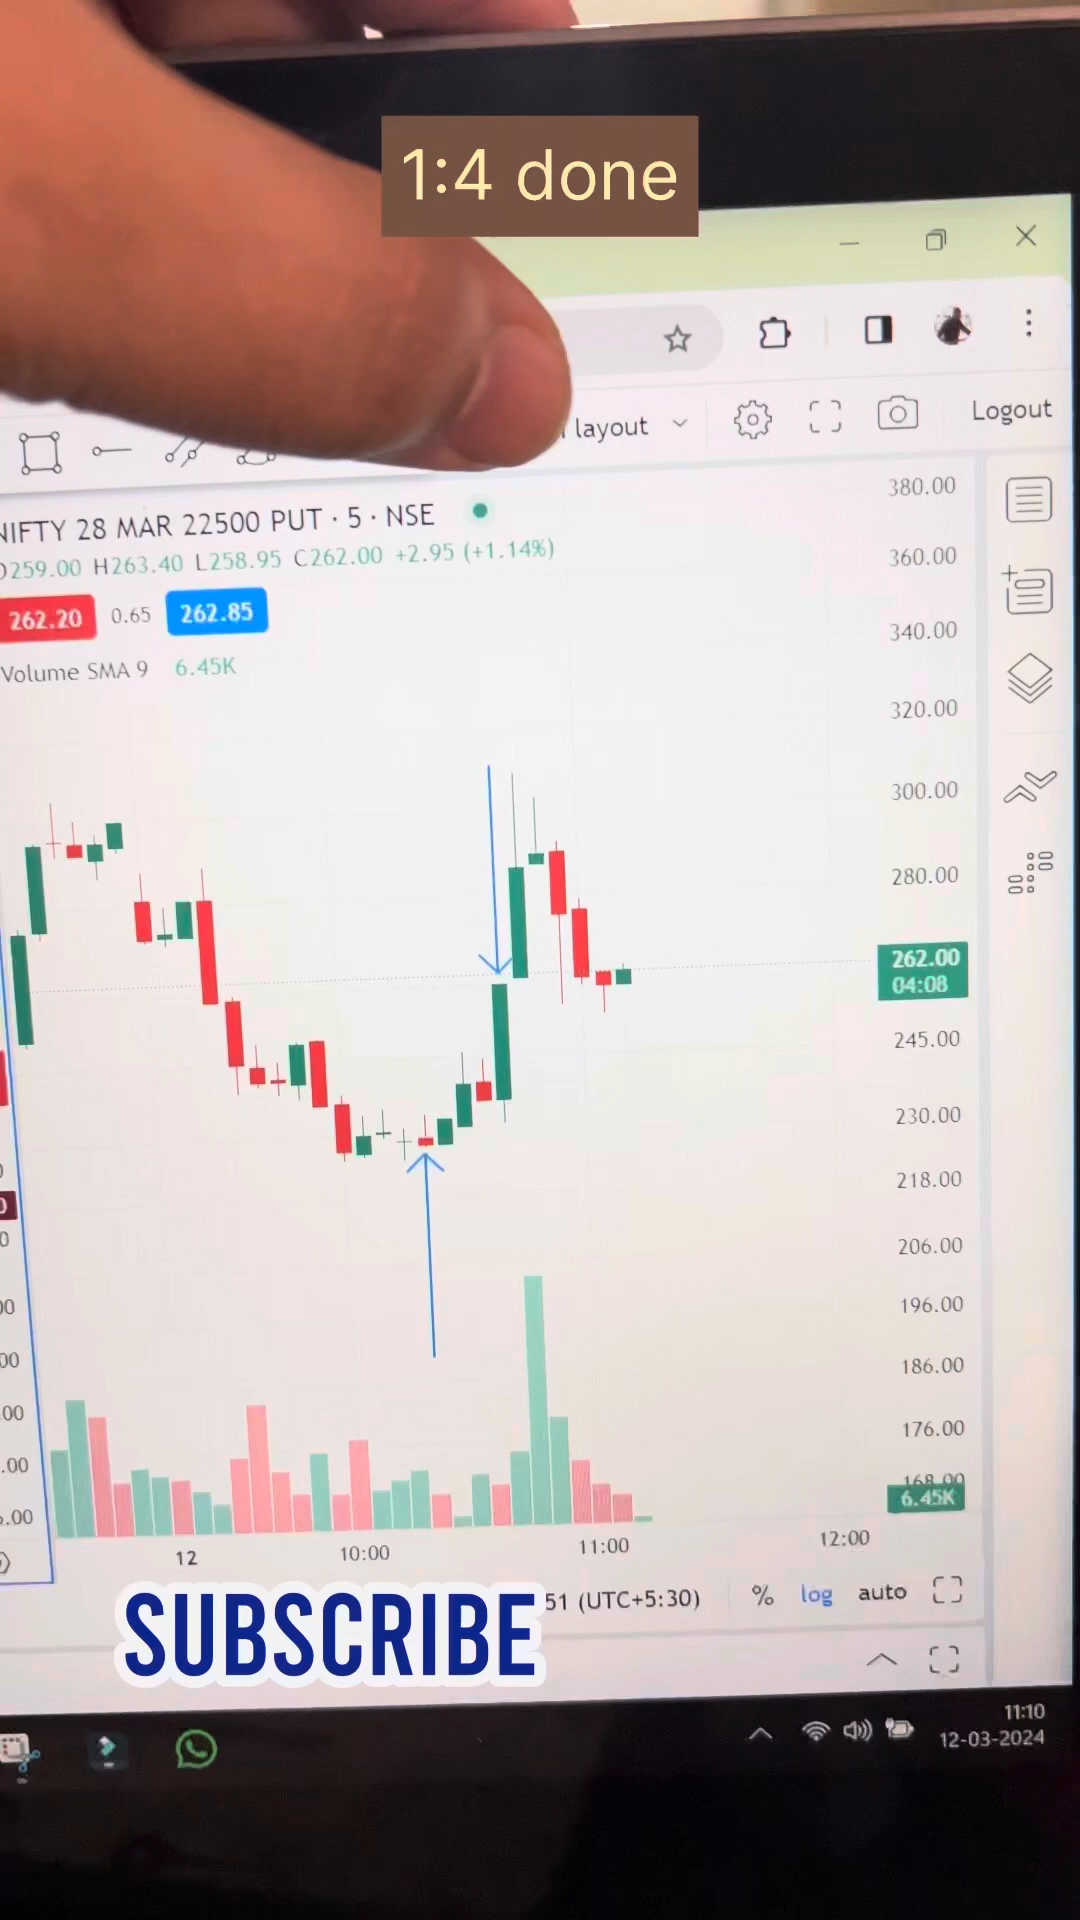 1:4 done
layout
Logout
NIFTY 28 MAR 22500 PUT · 5 · NSE
O259.00 H263.40 L258.95 C262.00 +2.95 (+1.14%)
262.20 0.65 262.85
Volume SMA 9 6.45K
380.00
360.00
340.00
320.00
300.00
280.00
262.00
04:08
245.00
230.00
218.00
206.00
196.00
186.00
176.00
168.00
6.45K
12 10:00 11:00 12:00
51 (UTC+5:30) % log auto
SUBSCRIBE
11:10
12-03-2024